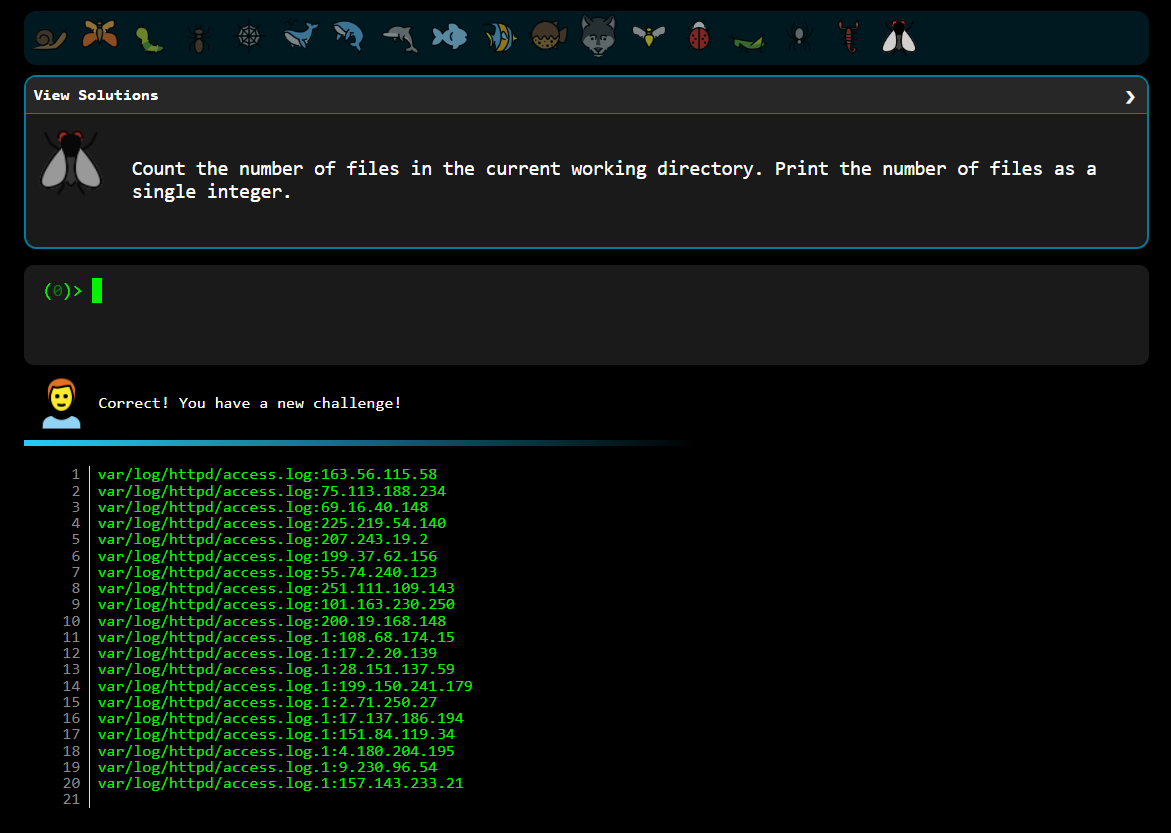 View Solutions ❯
Count the number of files in the current working directory. Print the number of files as a
single integer.
(0)>
Correct! You have a new challenge!
1 var/log/httpd/access.log:163.56.115.58
2 var/log/httpd/access.log:75.113.188.234
3 var/log/httpd/access.log:69.16.40.148
4 var/log/httpd/access.log:225.219.54.140
5 var/log/httpd/access.log:207.243.19.2
6 var/log/httpd/access.log:199.37.62.156
7 var/log/httpd/access.log:55.74.240.123
8 var/log/httpd/access.log:251.111.109.143
9 var/log/httpd/access.log:101.163.230.250
10 var/log/httpd/access.log:200.19.168.148
11 var/log/httpd/access.log.1:108.68.174.15
12 var/log/httpd/access.log.1:17.2.20.139
13 var/log/httpd/access.log.1:28.151.137.59
14 var/log/httpd/access.log.1:199.150.241.179
15 var/log/httpd/access.log.1:2.71.250.27
16 var/log/httpd/access.log.1:17.137.186.194
17 var/log/httpd/access.log.1:151.84.119.34
18 var/log/httpd/access.log.1:4.180.204.195
19 var/log/httpd/access.log.1:9.230.96.54
20 var/log/httpd/access.log.1:157.143.233.21
21